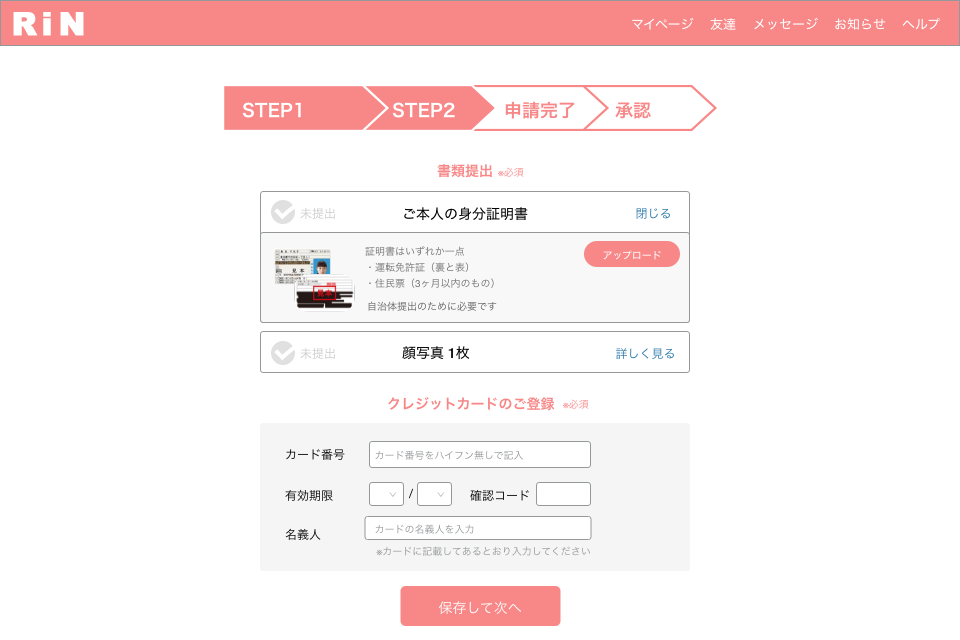 RiN
マイページ 友達 メッセージ お知らせ ヘルプ
STEP1 STEP2 申請完了 承認
書類提出 ※必須
未提出 ご本人の身分証明書 閉じる
証明書はいずれか一点 アップロード
・運転免許証（裏と表）
・住民票（3ヶ月以内のもの）
自治体提出のために必要です
見本
見本
未提出 顔写真 1枚 詳しく見る
クレジットカードのご登録 ※必須
カード番号 カード番号をハイフン無しで記入
有効期限 / 確認コード
名義人 カードの名義人を入力
※カードに記載してあるとおり入力してください
保存して次へ